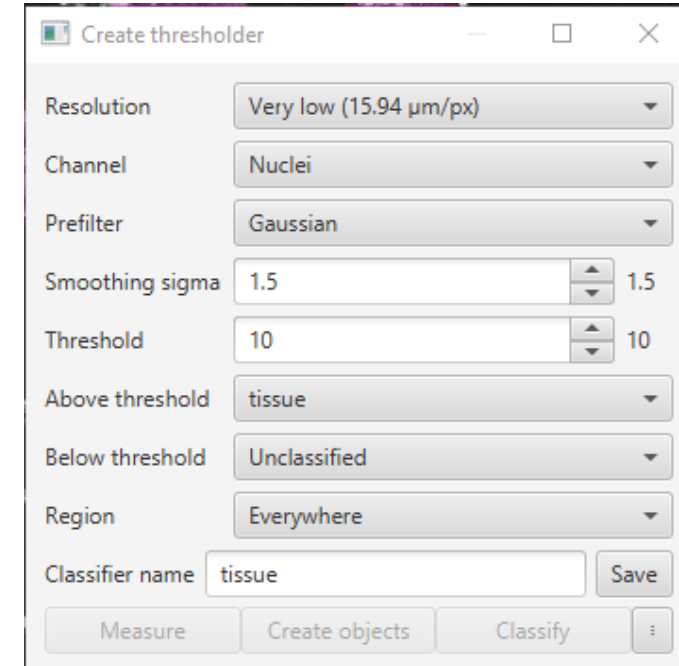 Create thresholder
Resolution Very low (15.94 µm/px)
Channel Nuclei
Prefilter Gaussian
Smoothing sigma 1.5 1.5
Threshold 10 10
Above threshold tissue
Below threshold Unclassified
Region Everywhere
Classifier name tissue Save
Measure Create objects Classify